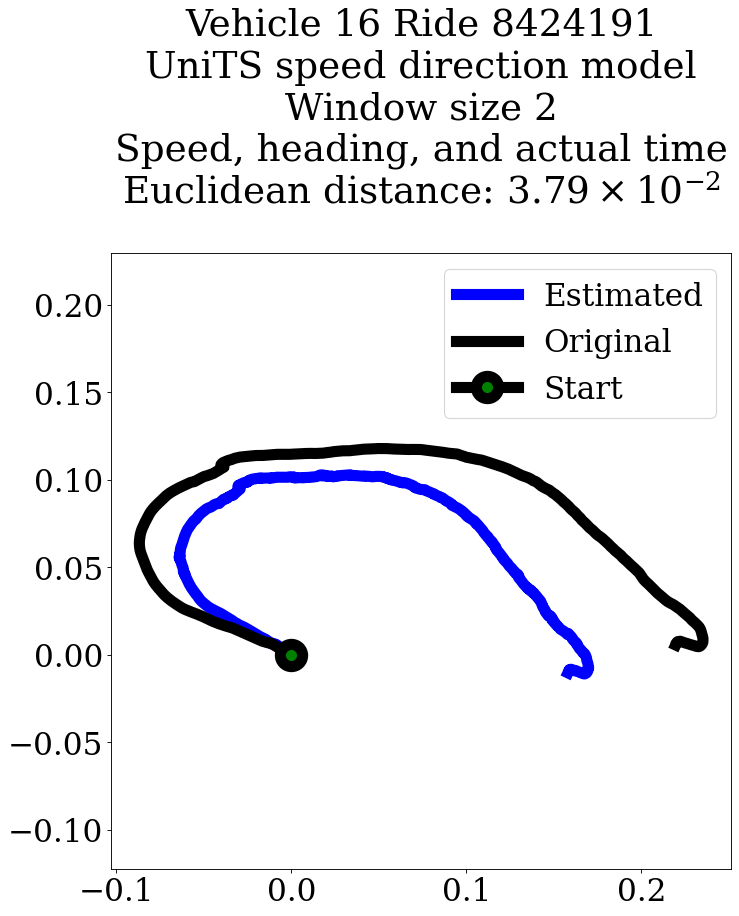 Vehicle 16 Ride 8424191
UniTS speed direction model
Window size 2
Speed, heading, and actual time
Euclidean distance: 3.79 × 10⁻²
Estimated
Original
Start
0.20
0.15
0.10
0.05
0.00
−0.05
−0.10
−0.1 0.0 0.1 0.2